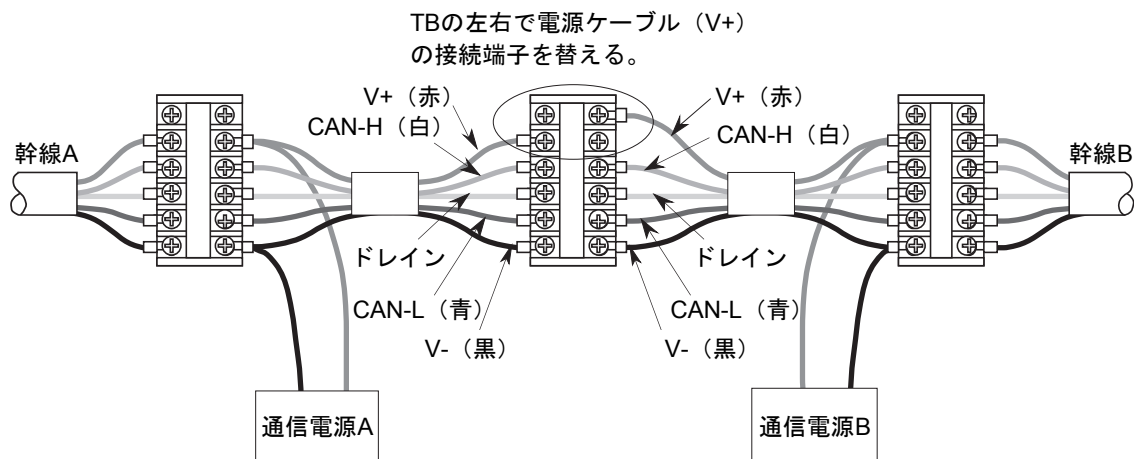 TBの左右で電源ケーブル（V+）
の接続端子を替える。
V+（赤）
V+（赤）
CAN-H（白）
CAN-H（白）
幹線A
幹線B
ドレイン
ドレイン
CAN-L（青）
CAN-L（青）
V-（黒）
V-（黒）
通信電源A
通信電源B